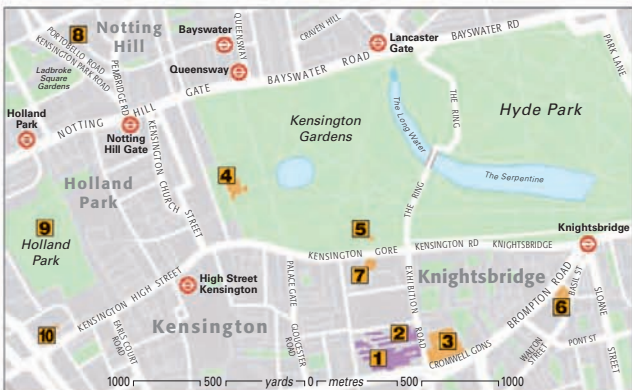 Notting
Hill
8
PORTOBELLO ROAD
KENSINGTON PARK ROAD
Ladbroke
Square
Gardens
PEMBRIDGE RD
Bayswater
QUEENSWAY
Queensway
CRAVEN HILL
Lancaster
Gate
BAYSWATER RD
PARK LANE
BAYSWATER ROAD
Holland
Park
NOTTING HILL GATE
Notting
Hill Gate
KENSINGTON CHURCH STREET
Kensington
Gardens
The Long Water
THE RING
Hyde Park
The Serpentine
Holland
Park
4
9
Holland
Park
5
THE RING
KENSINGTON GORE
KENSINGTON RD
KNIGHTSBRIDGE
Knightsbridge
7
High Street
Kensington
KENSINGTON HIGH STREET
PALACE GATE
EXHIBITION ROAD
Knightsbridge
BROMPTON ROAD
BASIL ST
SLOANE STREET
6
10
EARLS COURT
ROAD
Kensington
GLOUCESTER
ROAD
2
1
3
CROMWELL GDNS
WALTON
STREET
PONT ST
1000 500 yards 0 metres 500 1000